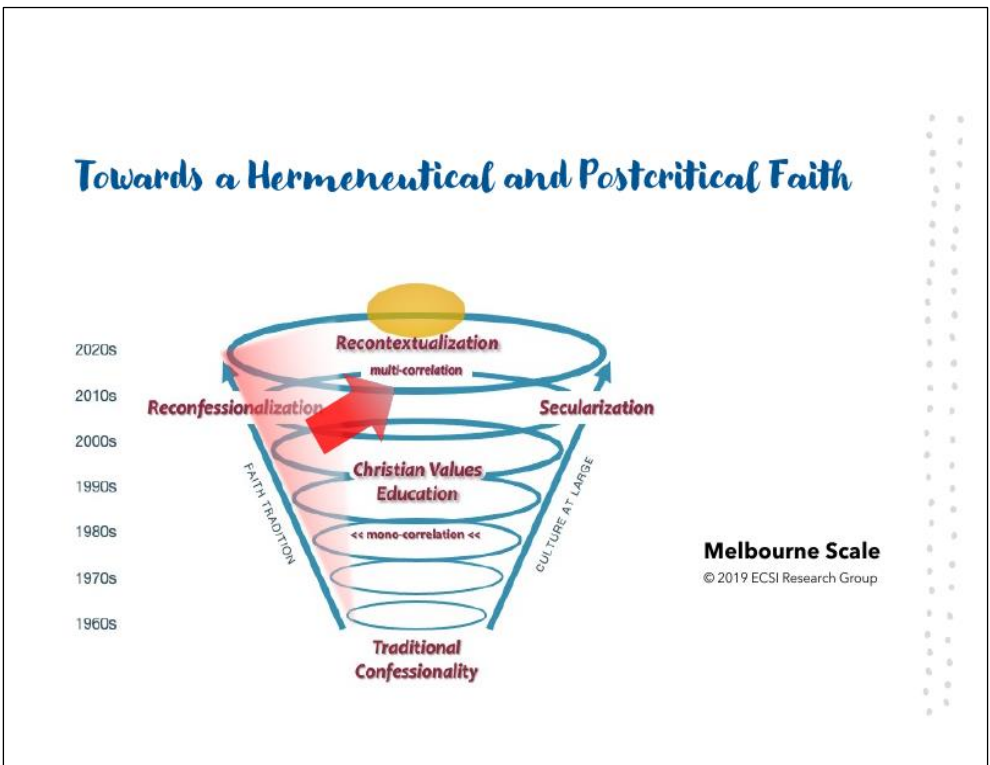 Towards a Hermeneutical and Postcritical Faith
2020s
2010s
2000s
1990s
1980s
1970s
1960s
Recontextualization
multi-correlation
Reconfessionalization
Secularization
Christian Values
Education
<< mono-correlation <<
FAITH TRADITION
CULTURE AT LARGE
Traditional
Confessionality
Melbourne Scale
© 2019 ECSI Research Group